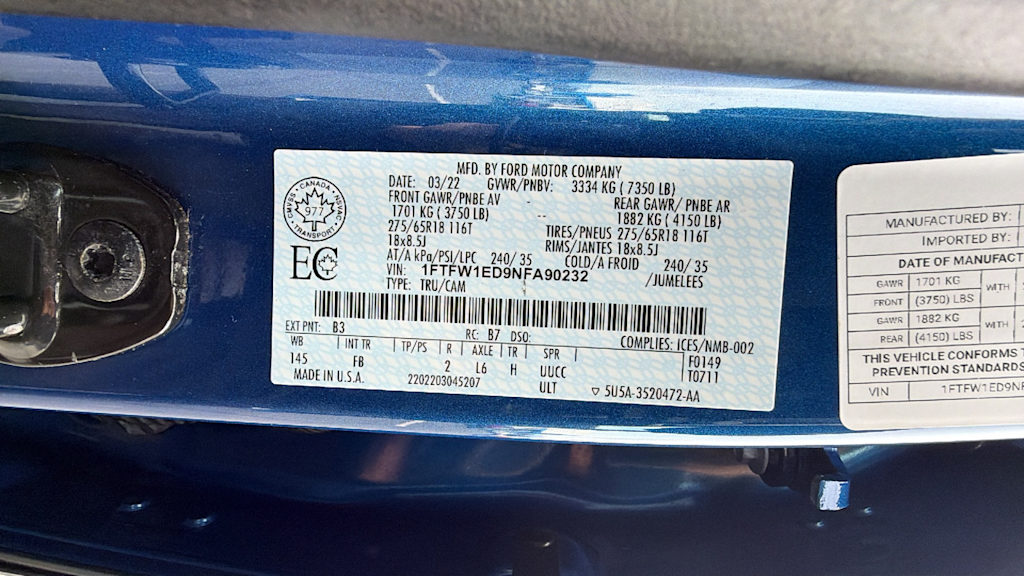 MFD. BY FORD MOTOR COMPANY
DATE: 03/22 GVWR/PNBV: 3334 KG ( 7350 LB)
FRONT GAWR/PNBE AV -- REAR GAWR/ PNBE AR
1701 KG ( 3750 LB) -- 1882 KG ( 4150 LB)
275/65R18 116T TIRES/PNEUS 275/65R18 116T
18x8.5J RIMS/JANTES 18x8.5J
AT/A kPa/PSI/LPC 240/ 35 COLD/A FROID 240/ 35
VIN: 1FTFW1ED9NFA90232 /JUMELEES
TYPE: TRU/CAM
CANADA
CMVSS NSVAC
977
TRANSPORT
EC
EXT PNT: B3 RC: B7 DSO: COMPLIES: ICES/NMB-002
WB INT TR TP/PS R AXLE TR SPR F0149
145 FB 2 L6 H UUCC T0711
MADE IN U.S.A. 2202203045207 ULT ▽ 5U5A-3520472-AA
MANUFACTURED BY:
IMPORTED BY:
DATE OF MANUFACT
GAWR 1701 KG WITH
FRONT (3750) LBS
GAWR 1882 KG WITH
REAR (4150) LBS
THIS VEHICLE CONFORMS T
PREVENTION STANDARDS
VIN 1FTFW1ED9NF